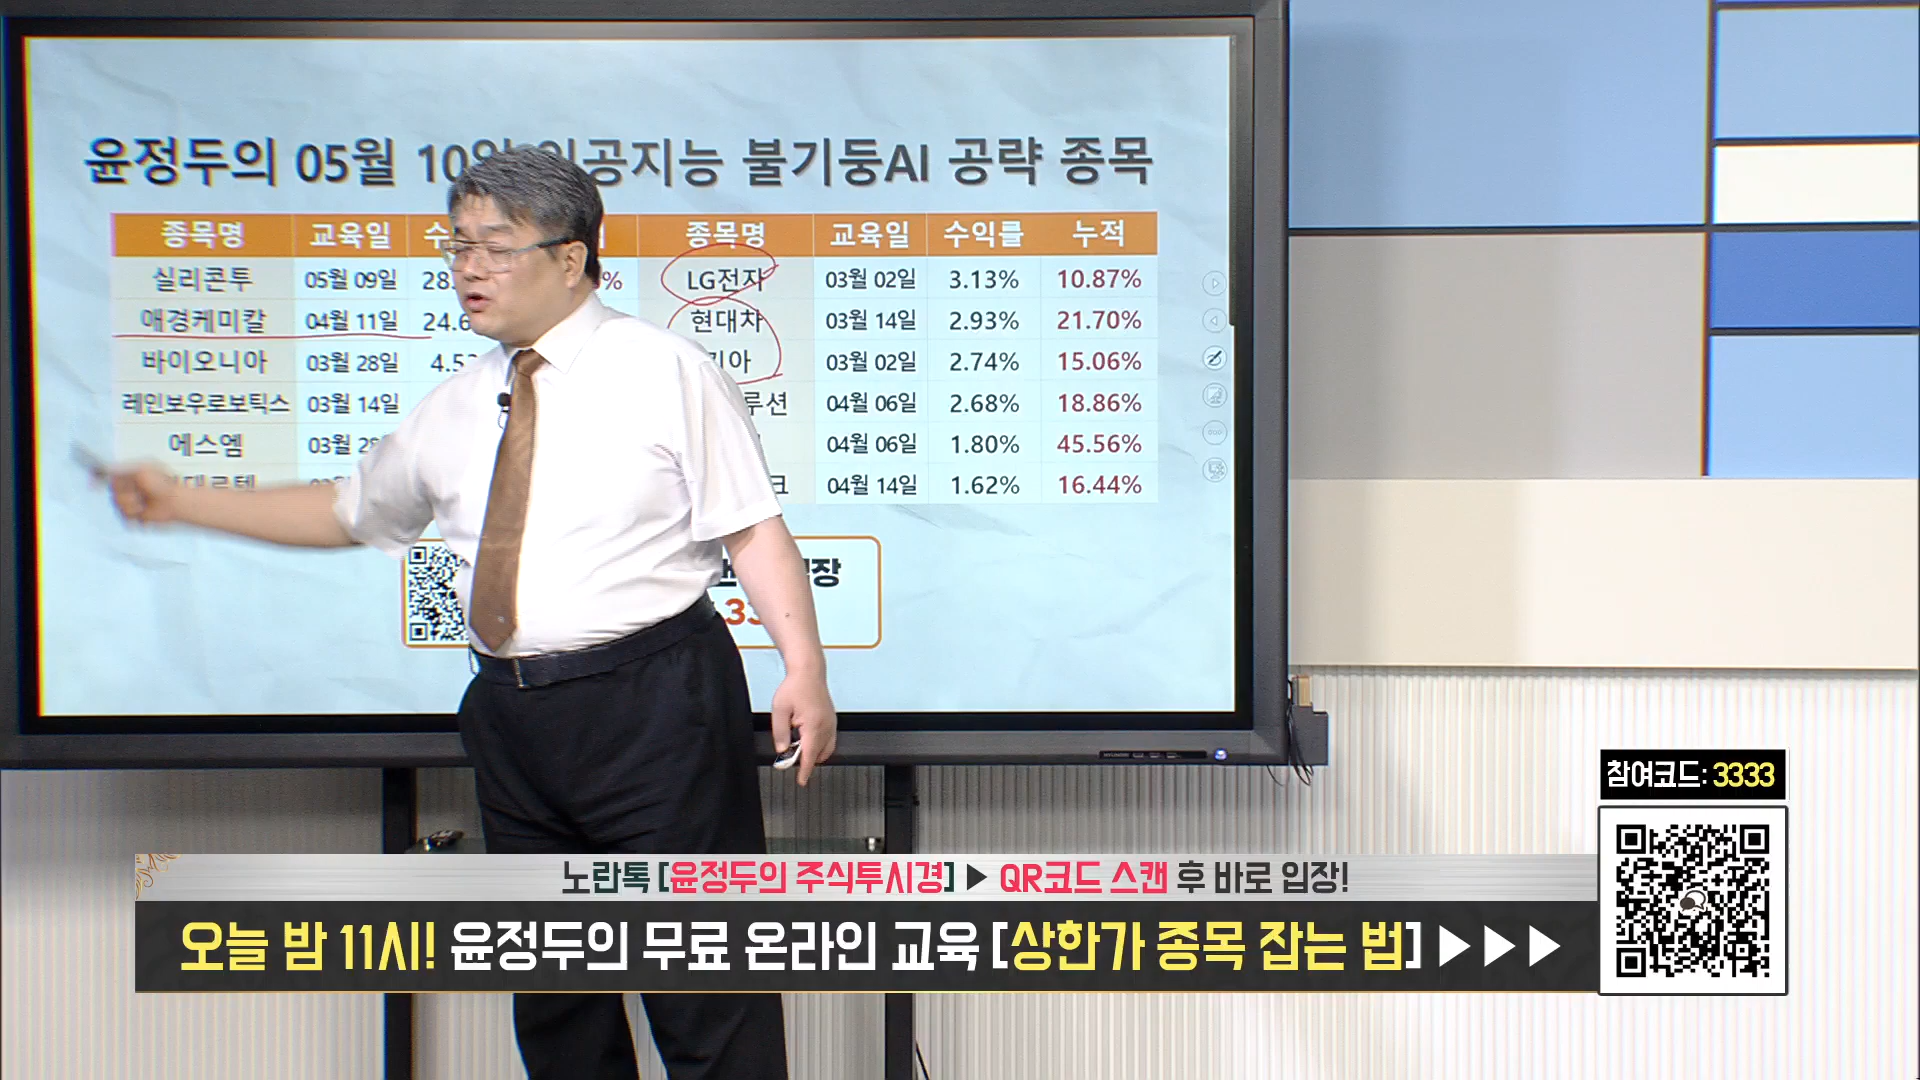 윤정두의 05월 불기둥AI 공략 종목
종목명 교육일 종목명 교육일 수익률 누적
실리콘투 05월 09일 LG전자 03월 02일 3.13% 10.87%
애경케미칼 04월 11일 현대차 03월 14일 2.93% 21.70%
바이오니아 03월 28일 03월 02일 2.74% 15.06%
레인보우로보틱스 03월 14일 04월 06일 2.68% 18.86%
에스엠 04월 06일 1.80% 45.56%
04월 14일 1.62% 16.44%
참여코드: 3333
노란톡 [윤정두의 주식투시경] ▶ QR코드 스캔 후 바로 입장!
오늘 밤 11시! 윤정두의 무료 온라인 교육 [상한가 종목 잡는 법] ▶▶▶